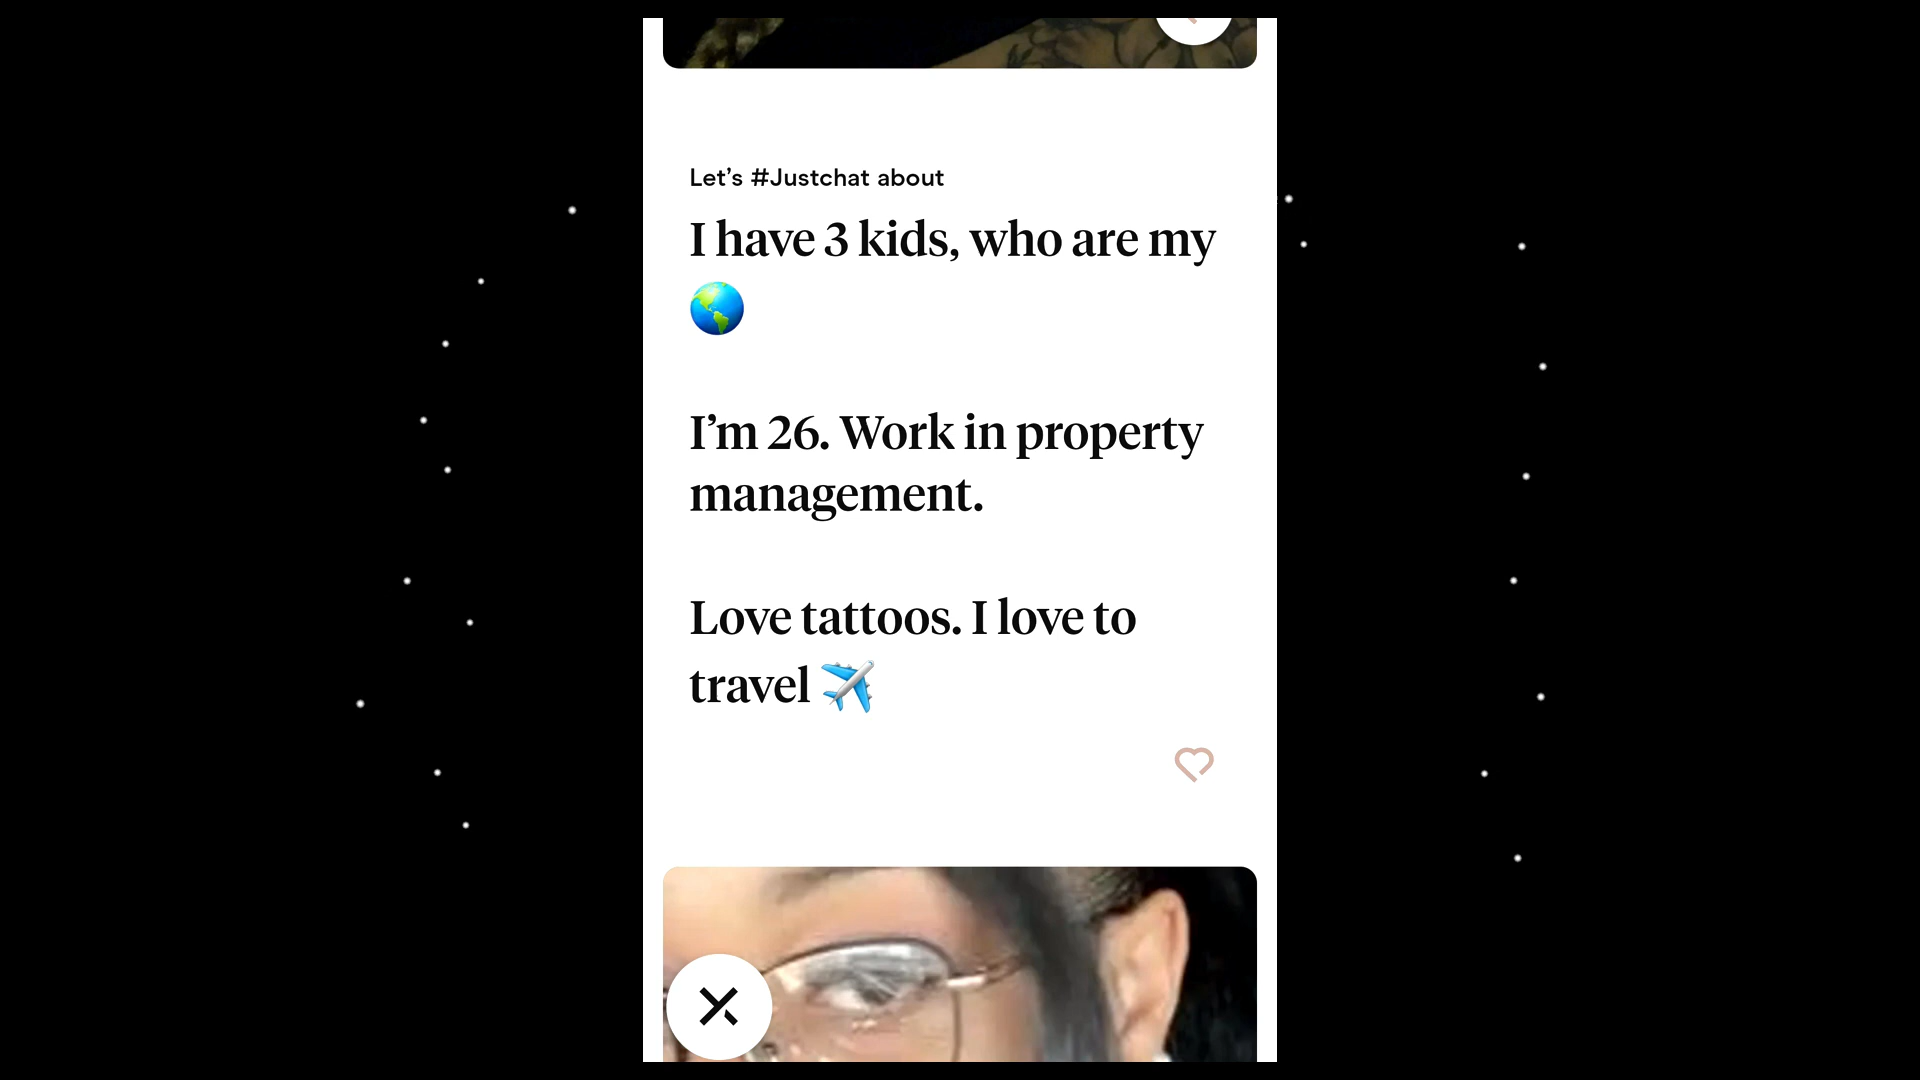 Let’s #Justchat about
I have 3 kids, who are my
🌎
I’m 26. Work in property
management.
Love tattoos. I love to
travel ✈️